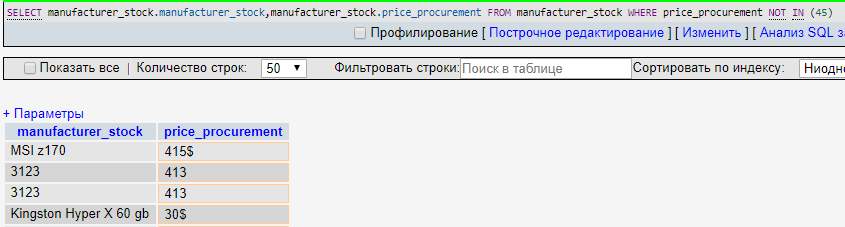 SELECT manufacturer_stock.manufacturer_stock,manufacturer_stock.price_procurement FROM manufacturer_stock WHERE price_procurement NOT IN (45)
Профилирование [ Построчное редактирование ] [ Изменить ] [ Анализ SQL за
Показать все | Количество строк: 50 Фильтровать строки: Поиск в таблице Сортировать по индексу: Ниодно
+ Параметры
manufacturer_stock price_procurement
MSI z170 415$
3123 413
3123 413
Kingston Hyper X 60 gb 30$